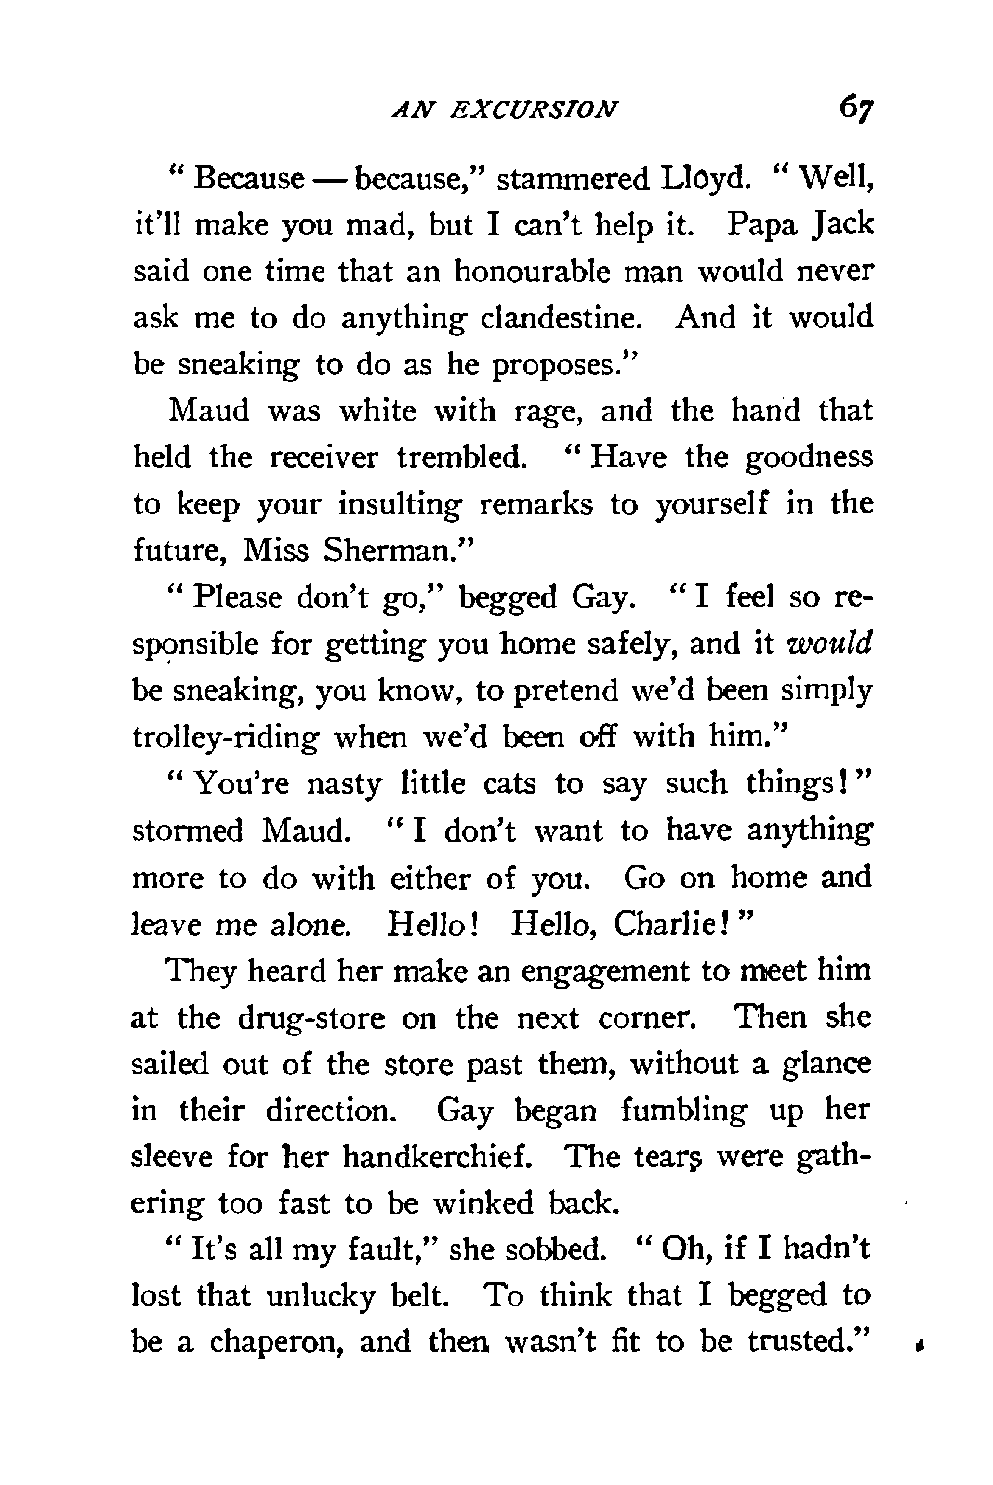 AN EXCURSION 67
“Because — because,” stammered Lloyd. “Well,
it’ll make you mad, but I can’t help it. Papa Jack
said one time that an honourable man would never
ask me to do anything clandestine. And it would
be sneaking to do as he proposes.”
Maud was white with rage, and the hand that
held the receiver trembled. “Have the goodness
to keep your insulting remarks to yourself in the
future, Miss Sherman.”
“Please don’t go,” begged Gay. “I feel so re-
sponsible for getting you home safely, and it would
be sneaking, you know, to pretend we’d been simply
trolley-riding when we’d been off with him.”
“You’re nasty little cats to say such things!”
stormed Maud. “I don’t want to have anything
more to do with either of you. Go on home and
leave me alone. Hello! Hello, Charlie!”
They heard her make an engagement to meet him
at the drug-store on the next corner. Then she
sailed out of the store past them, without a glance
in their direction. Gay began fumbling up her
sleeve for her handkerchief. The tears were gath-
ering too fast to be winked back.
“It’s all my fault,” she sobbed. “Oh, if I hadn’t
lost that unlucky belt. To think that I begged to
be a chaperon, and then wasn’t fit to be trusted.”